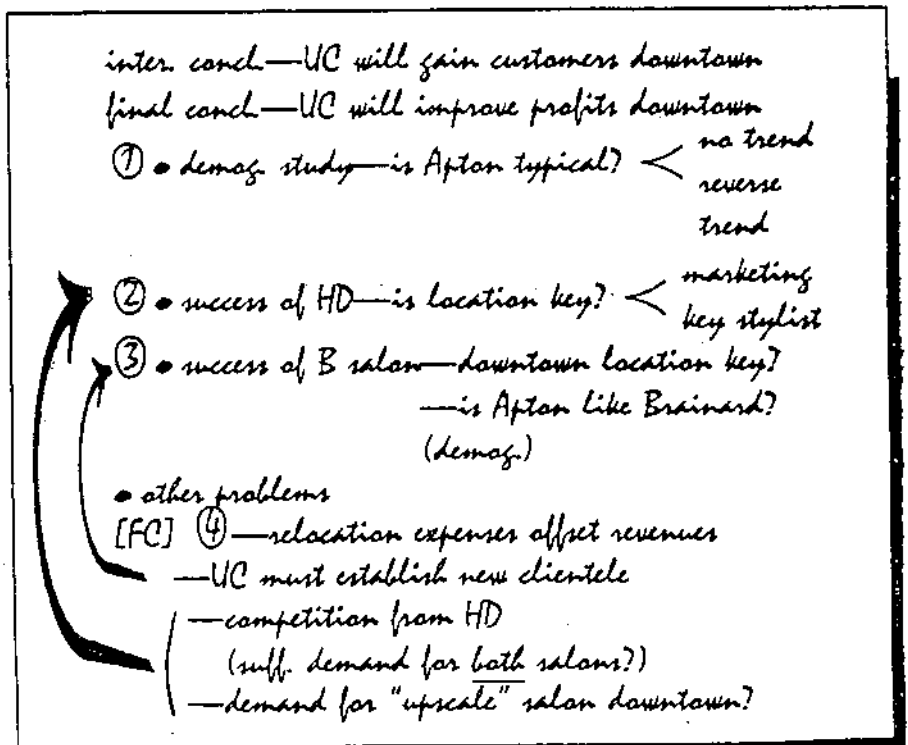 inter. concl.—UC will gain customers downtown
final concl.—UC will improve profits downtown
① • demog. study—is Apton typical? < no trend
reverse
trend
② • success of HD—is location key? < marketing
key stylist
③ • success of B salon—downtown location key?
—is Apton like Brainard?
(demog.)
• other problems
[FC] ④—relocation expenses offset revenues
—UC must establish new clientele
—competition from HD
(suff. demand for both salons?)
—demand for "upscale" salon downtown?